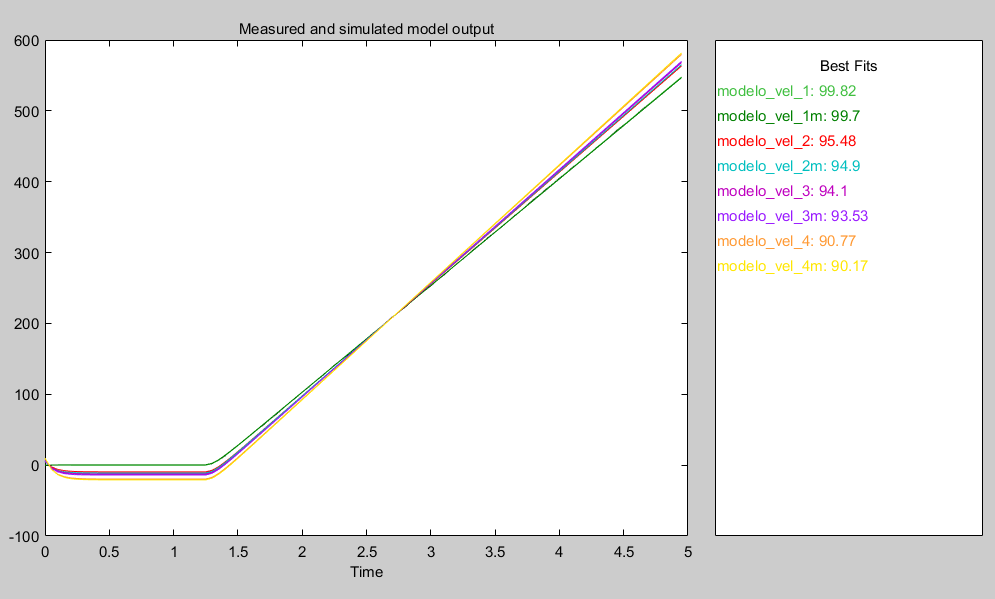 Measured and simulated model output
600
500
400
300
200
100
0
-100
0 0.5 1 1.5 2 2.5 3 3.5 4 4.5 5
Time
Best Fits
modelo_vel_1: 99.82
modelo_vel_1m: 99.7
modelo_vel_2: 95.48
modelo_vel_2m: 94.9
modelo_vel_3: 94.1
modelo_vel_3m: 93.53
modelo_vel_4: 90.77
modelo_vel_4m: 90.17